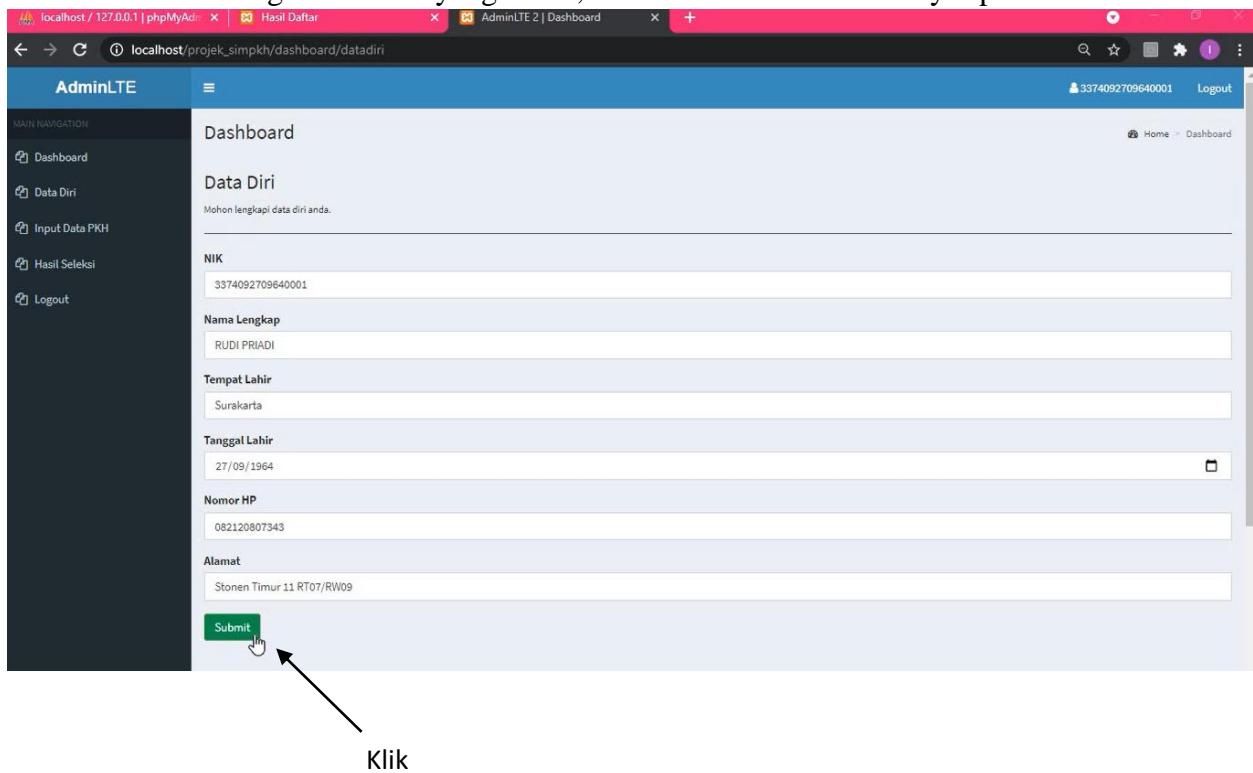 localhost / 127.0.0.1 | phpMyAdm
Hasil Daftar
AdminLTE 2 | Dashboard
localhost/projek_simpkh/dashboard/datadiri
AdminLTE
3374092709640001 Logout
MAIN NAVIGATION
Dashboard
Data Diri
Input Data PKH
Hasil Seleksi
Logout
Dashboard
Home > Dashboard
Data Diri
Mohon lengkapi data diri anda.
NIK
3374092709640001
Nama Lengkap
RUDI PRIADI
Tempat Lahir
Surakarta
Tanggal Lahir
27/09/1964
Nomor HP
082120807343
Alamat
Stonen Timur 11 RT07/RW09
Submit
Klik